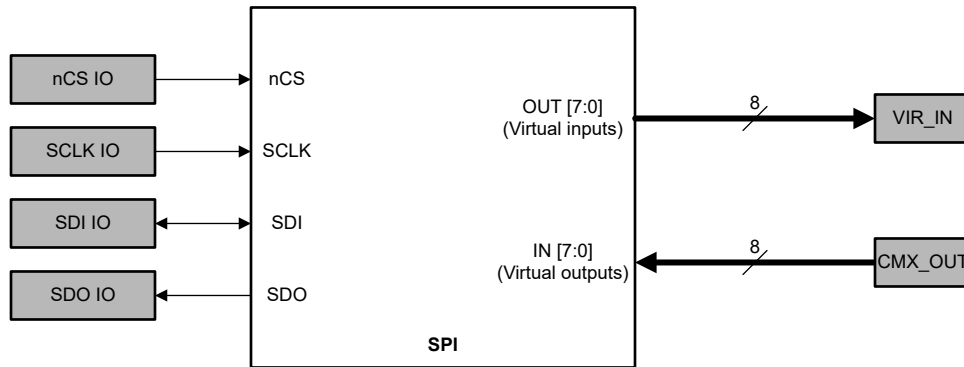 nCS IO
nCS
SCLK IO
SCLK
SDI IO
SDI
SDO IO
SDO
OUT [7:0]
(Virtual inputs)
8
VIR_IN
IN [7:0]
(Virtual outputs)
8
CMX_OUT
SPI